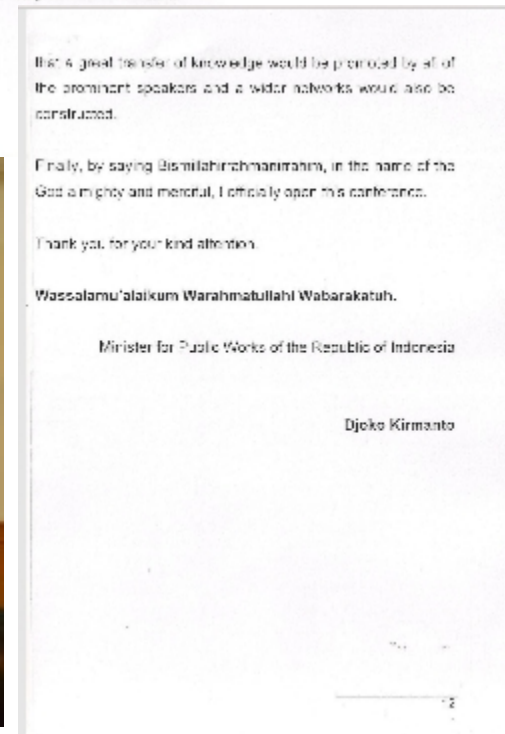 that a great transfer of knowledge would be promoted by all of
the prominent speakers and a wider networks would also be
constructed.
Finally, by saying Bismillahirrahmanirrahim, in the name of the
God almighty and merciful, I officially open this conference.
Thank you for your kind attention.
Wassalamu'alaikum Warahmatullahi Wabarakatuh.
Minister for Public Works of the Republic of Indonesia
Djoko Kirmanto
12